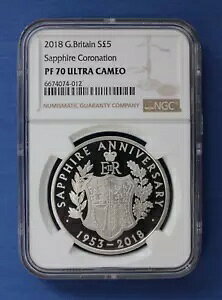 2018 G.Britain S$5
Sapphire Coronation
PF 70 ULTRA CAMEO
6674074-012
NUMISMATIC GUARANTY COMPANY
NGC
SAPPHIRE ANNIVERSARY
E II R
· 1953 - 2018 ·